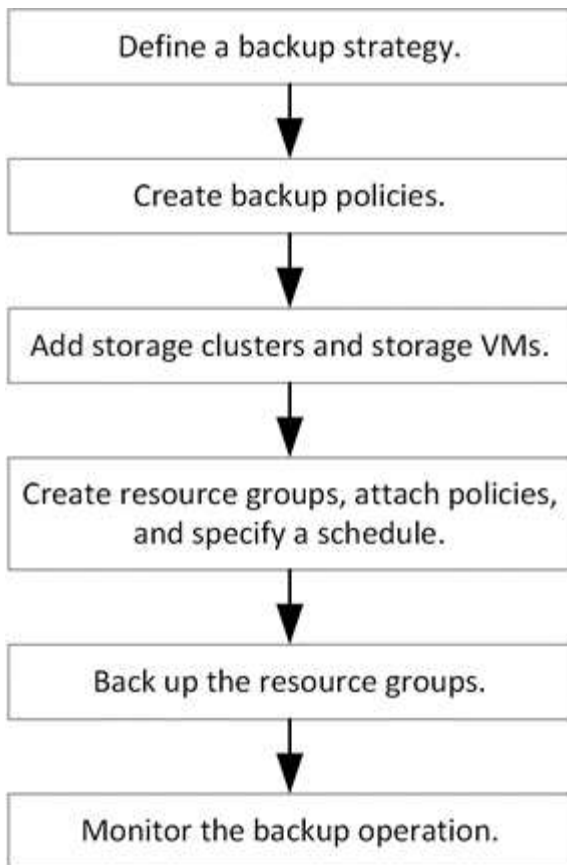 Define a backup strategy.
Create backup policies.
Add storage clusters and storage VMs.
Create resource groups, attach policies,
and specify a schedule.
Back up the resource groups.
Monitor the backup operation.